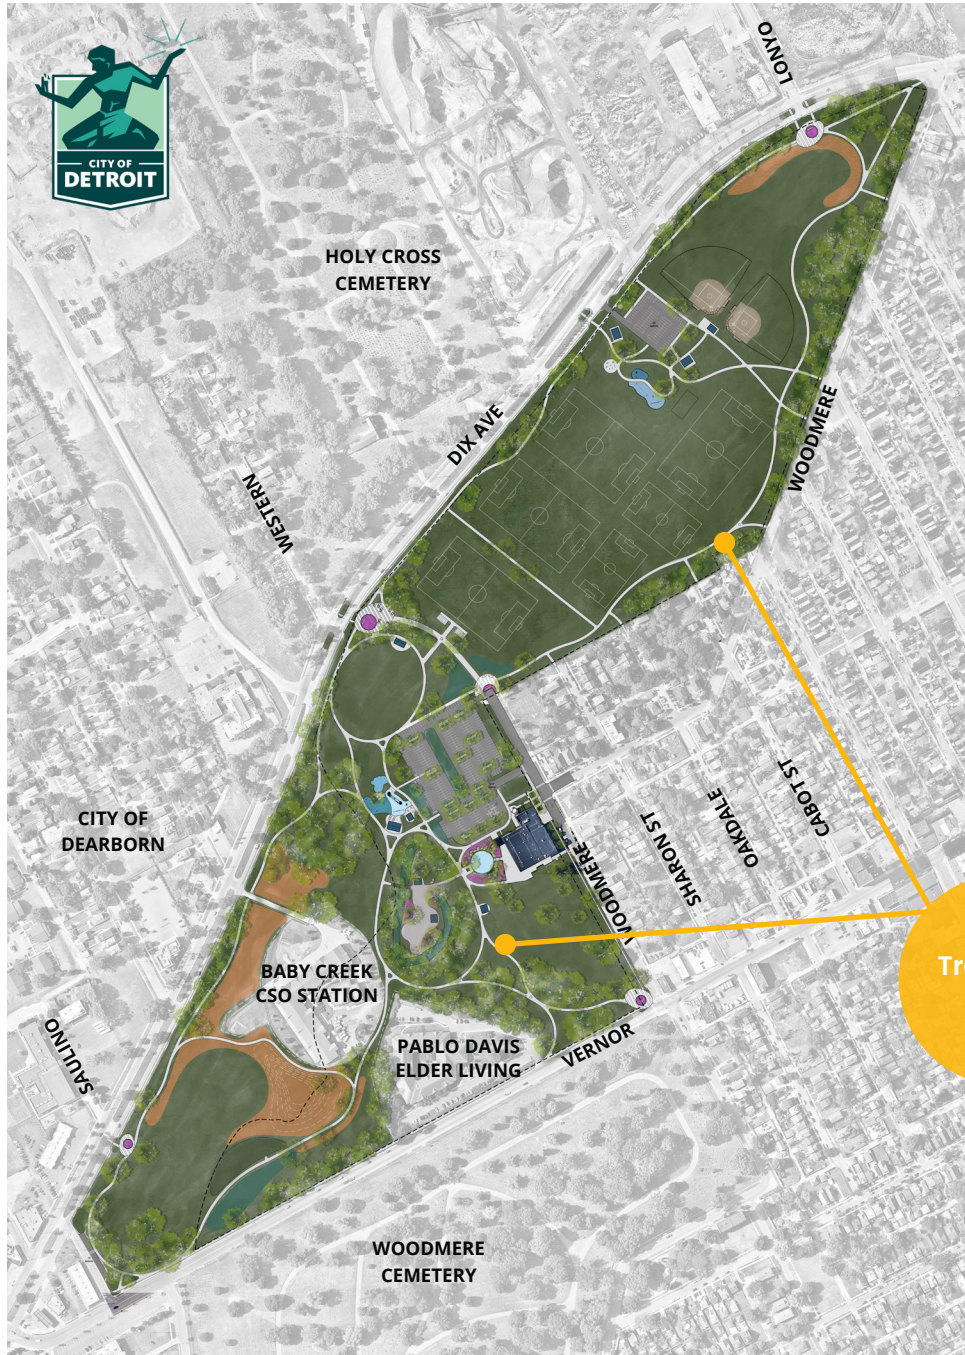 LONYO
CITY OF
DETROIT
HOLY CROSS
CEMETERY
DIX AVE
WOODMERE
WESTERN
CITY OF
DEARBORN
CABOT ST
OAKDALE
SHARON ST
WOODMERE
BABY CREEK
CSO STATION
PABLO DAVIS
ELDER LIVING
VERNOR
SAULINO
WOODMERE
CEMETERY